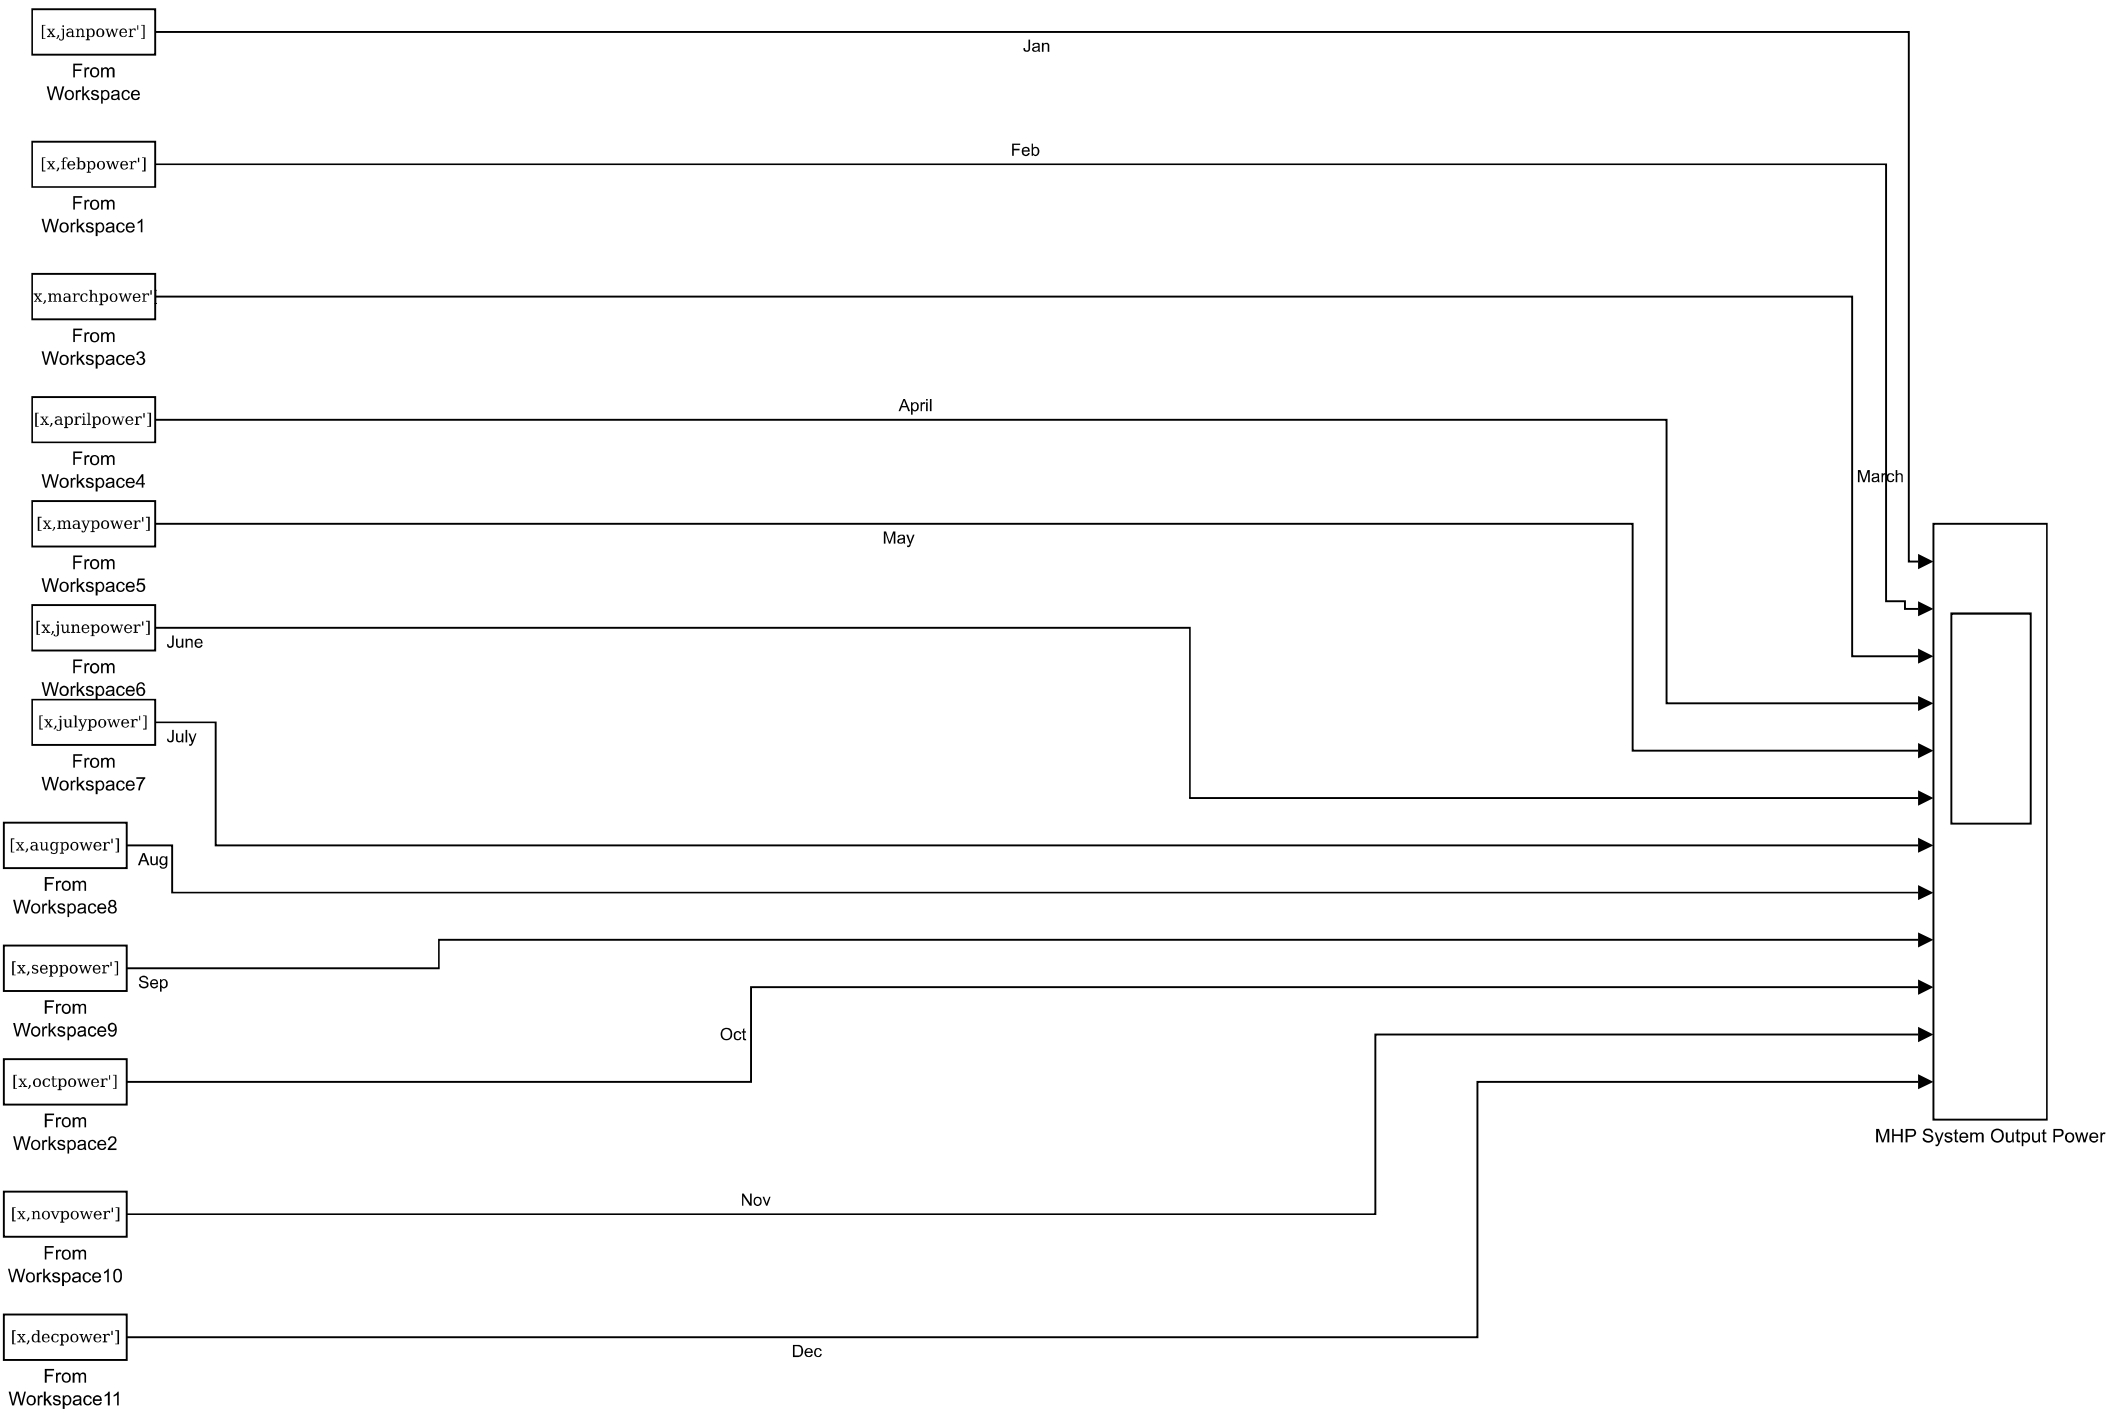 [x,janpower']
Jan
From
Workspace
[x,febpower']
Feb
From
Workspace1
x,marchpower'
March
From
Workspace3
[x,aprilpower']
April
From
Workspace4
[x,maypower']
May
From
Workspace5
[x,junepower']
June
From
Workspace6
[x,julypower']
July
From
Workspace7
[x,augpower']
Aug
From
Workspace8
[x,seppower']
Sep
From
Workspace9
[x,octpower']
Oct
From
Workspace2
MHP System Output Power
[x,novpower']
Nov
From
Workspace10
[x,decpower']
Dec
From
Workspace11